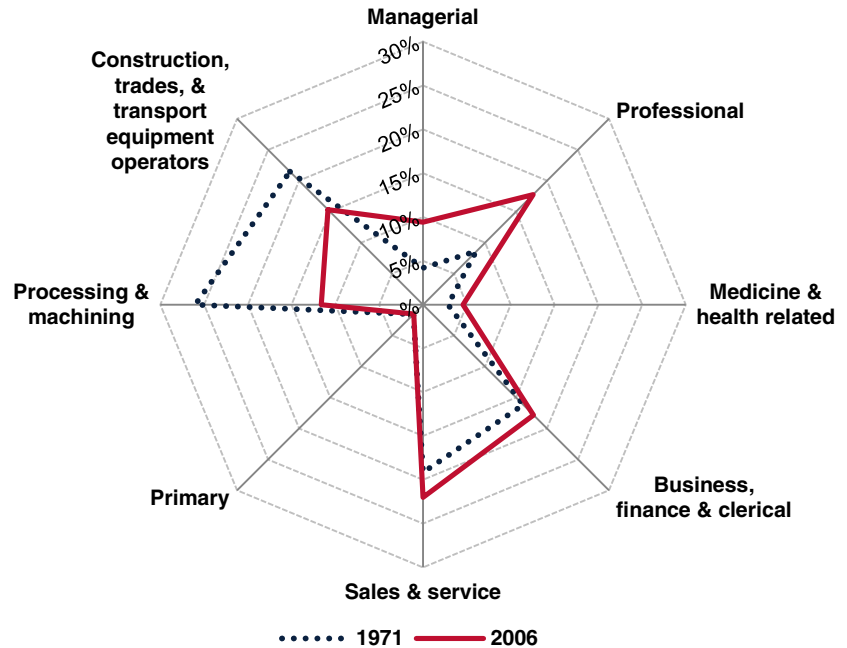 Managerial
30%
25%
20%
15%
10%
5%
%
Construction,
trades, &
transport
equipment
operators
Professional
Processing &
machining
Medicine &
health related
Primary
Business,
finance & clerical
Sales & service
1971 2006